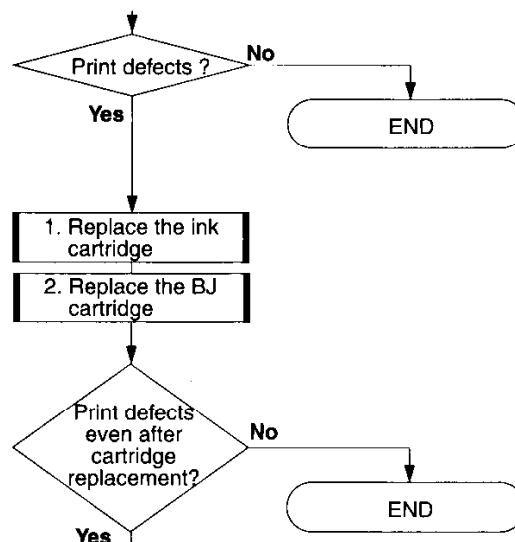 Print defects ?
No
Yes
END
1. Replace the ink
cartridge
2. Replace the BJ
cartridge
Print defects
even after
cartridge
replacement?
No
END
Yes